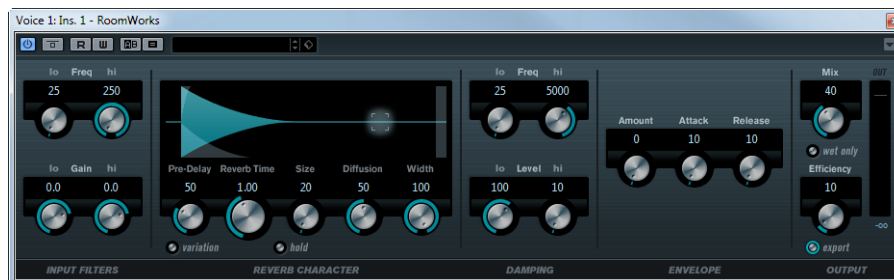 Voice 1: Ins. 1 - RoomWorks
R W A B
lo Freq hi
25 250
lo Gain hi
0.0 0.0
INPUT FILTERS
Pre-Delay Reverb Time Size Diffusion Width
50 1.00 20 50 100
variation hold
REVERB CHARACTER
lo Freq hi
25 5000
lo Level hi
100 10
DAMPING
Amount Attack Release
0 10 10
ENVELOPE
Mix OUT
40
wet only
Efficiency
10
-∞
export
OUTPUT